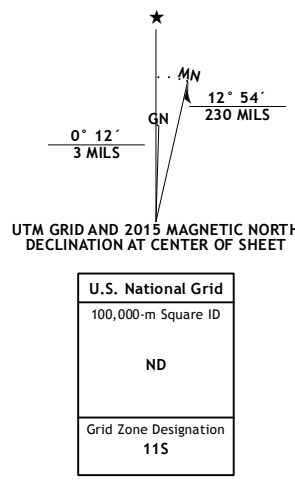 ★
MN
GN
12° 54´
230 MILS
0° 12´
3 MILS
UTM GRID AND 2015 MAGNETIC NORTH
DECLINATION AT CENTER OF SHEET
U.S. National Grid
100,000-m Square ID
ND
Grid Zone Designation
11S